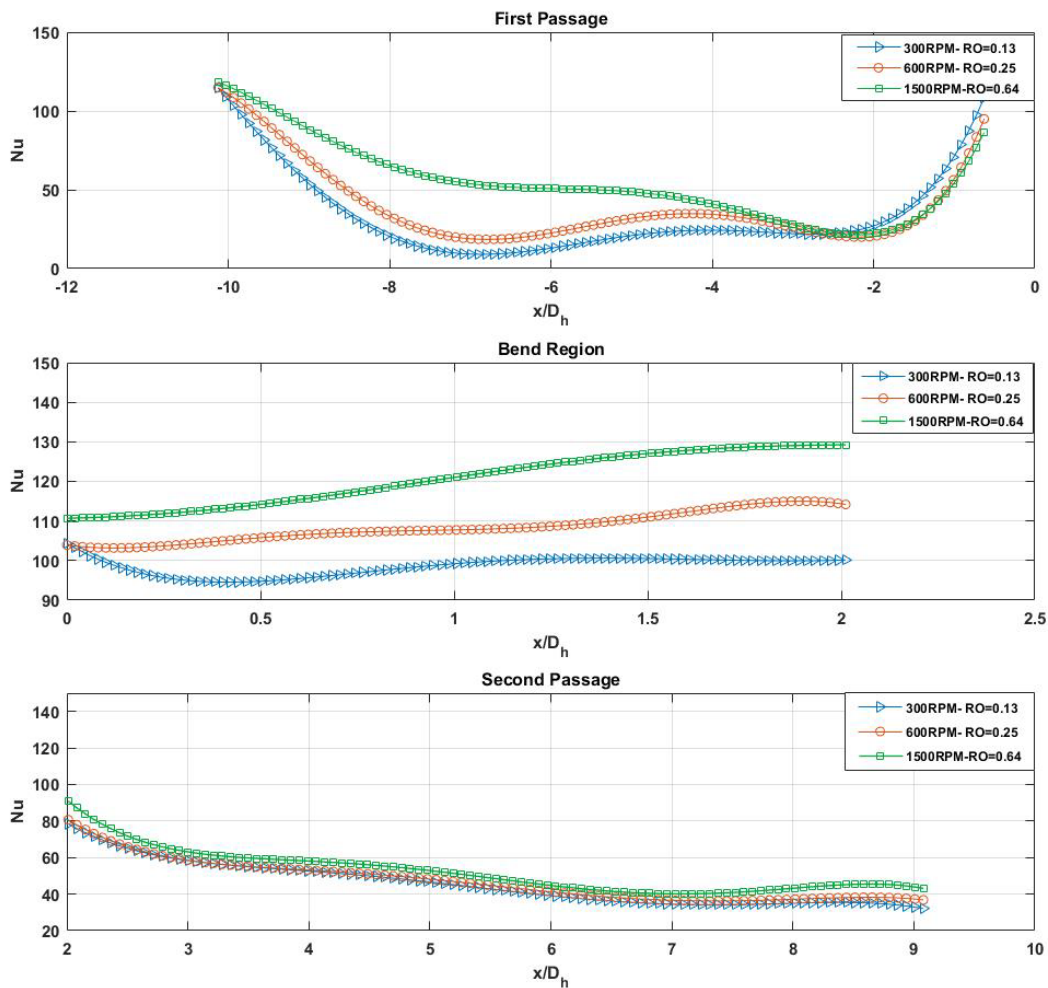 First Passage
150
100
50
0
Nu
-12
-10
-8
-6
-4
-2
0
x/D_h
300RPM- RO=0.13
600RPM- RO=0.25
1500RPM-RO=0.64
Bend Region
150
140
130
120
110
100
90
Nu
0
0.5
1
1.5
2
2.5
x/D_h
300RPM- RO=0.13
600RPM- RO=0.25
1500RPM-RO=0.64
Second Passage
140
120
100
80
60
40
20
Nu
2
3
4
5
6
7
8
9
10
x/D_h
300RPM- RO=0.13
600RPM- RO=0.25
1500RPM-RO=0.64